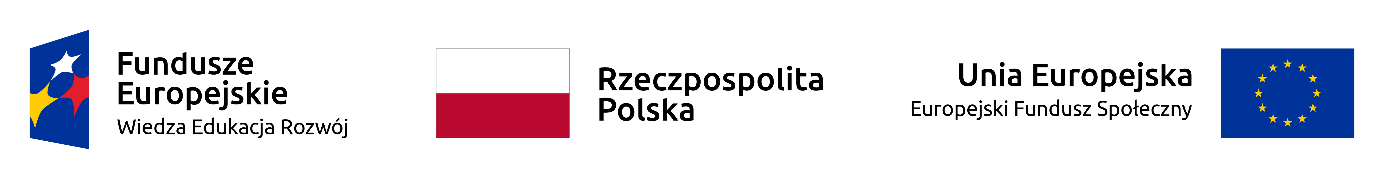 Fundusze
Europejskie
Wiedza Edukacja Rozwój
Rzeczpospolita
Polska
Unia Europejska
Europejski Fundusz Społeczny